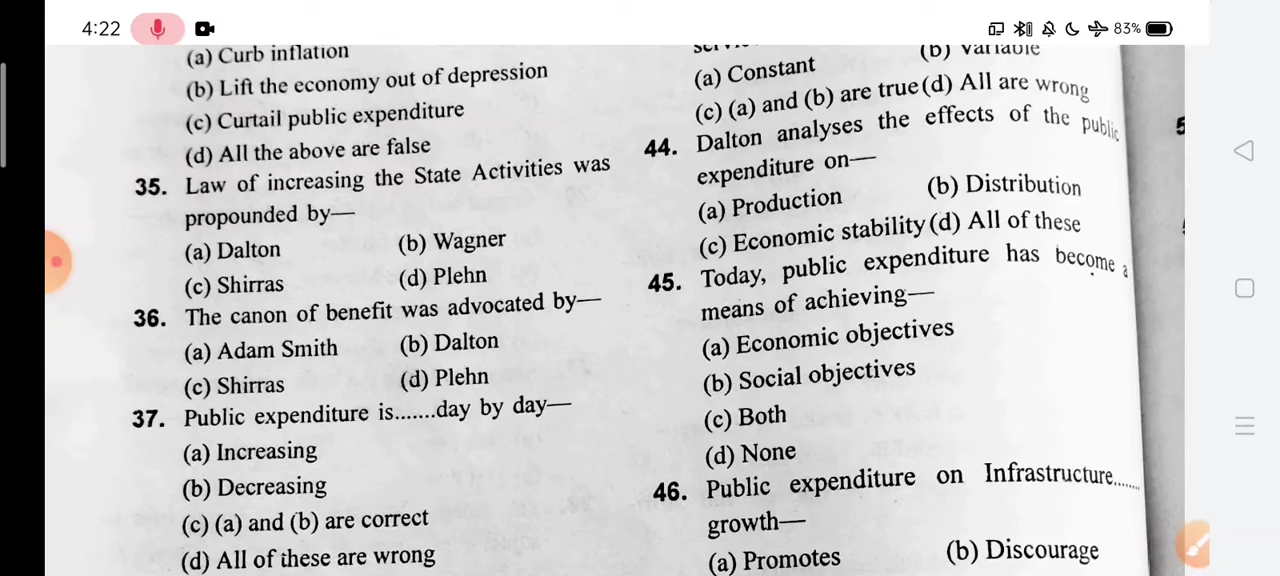 4:22
83%
(a) Curb inflation
(b) Lift the economy out of depression
(c) Curtail public expenditure
(d) All the above are false
35. Law of increasing the State Activities was
propounded by—
(a) Dalton (b) Wagner
(c) Shirras (d) Plehn
36. The canon of benefit was advocated by—
(a) Adam Smith (b) Dalton
(c) Shirras (d) Plehn
37. Public expenditure is.......day by day—
(a) Increasing
(b) Decreasing
(c) (a) and (b) are correct
(d) All of these are wrong
(a) Constant (b) Variable
(c) (a) and (b) are true (d) All are wrong
44. Dalton analyses the effects of the public
expenditure on—
(a) Production (b) Distribution
(c) Economic stability (d) All of these
45. Today, public expenditure has become a
means of achieving—
(a) Economic objectives
(b) Social objectives
(c) Both
(d) None
46. Public expenditure on Infrastructure.......
growth—
(a) Promotes (b) Discourage